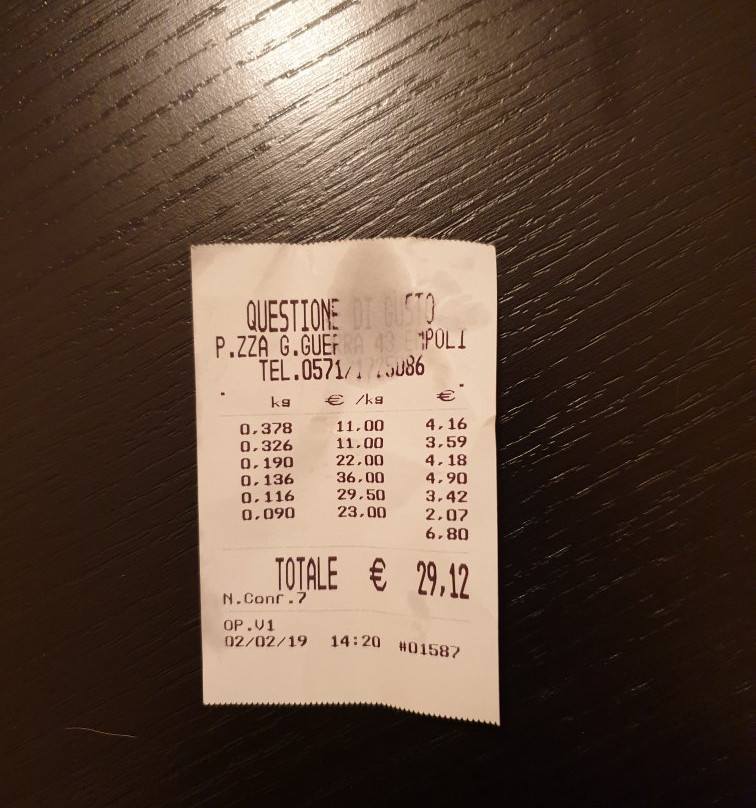 QUESTIONE DI GUSTO
P.ZZA G.GUERRA 43 EMPOLI
kg € /kg €
0,378 11,00 4,16
0,326 11,00 3,59
0,190 22,00 4,18
0,136 36,00 4,90
0,116 29,50 3,42
0,090 23,00 2,07
6,80
TOTALE € 29,12
N.Conf.7
OP.V1
02/02/19 14:20 #01587